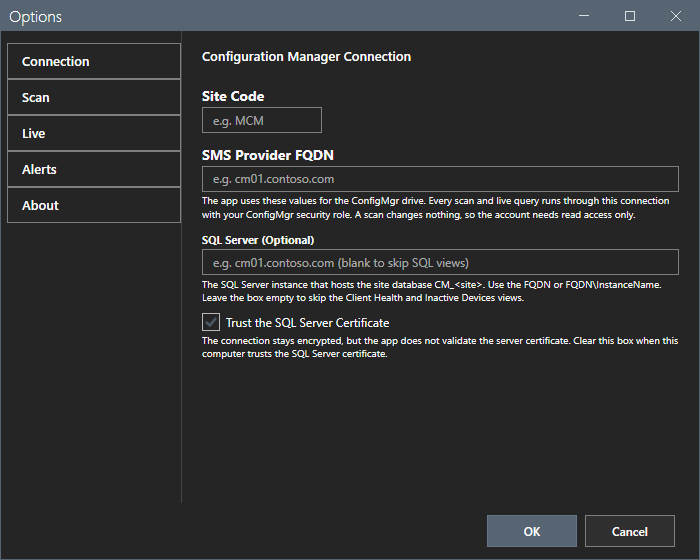 Options
Connection
Scan
Live
Alerts
About
Configuration Manager Connection
Site Code
e.g. MCM
SMS Provider FQDN
e.g. cm01.contoso.com
The app uses these values for the ConfigMgr drive. Every scan and live query runs through this connection
with your ConfigMgr security role. A scan changes nothing, so the account needs read access only.
SQL Server (Optional)
e.g. cm01.contoso.com (blank to skip SQL views)
The SQL Server instance that hosts the site database CM_<site>. Use the FQDN or FQDN\InstanceName.
Leave the box empty to skip the Client Health and Inactive Devices views.
Trust the SQL Server Certificate
The connection stays encrypted, but the app does not validate the server certificate. Clear this box when this
computer trusts the SQL Server certificate.
OK
Cancel